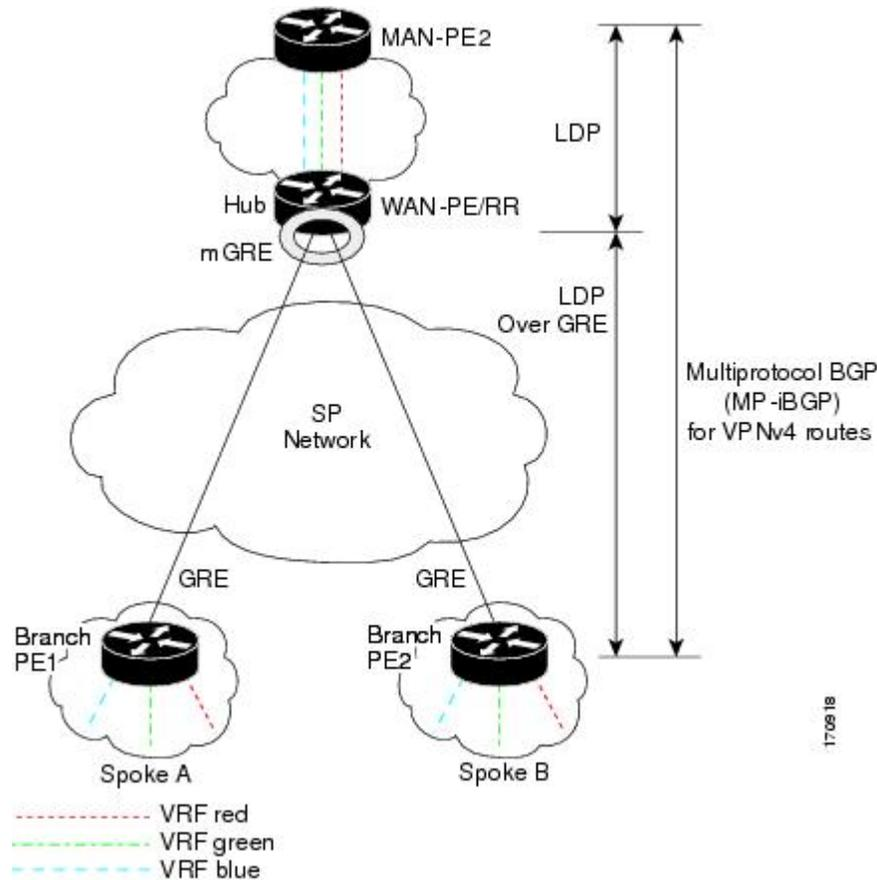 MAN-PE2
LDP
Hub
WAN-PE/RR
mGRE
LDP
Over GRE
Multiprotocol BGP
(MP-iBGP)
for VPNv4 routes
SP
Network
GRE
GRE
Branch
PE1
Branch
PE2
170918
Spoke A
Spoke B
VRF red
VRF green
VRF blue